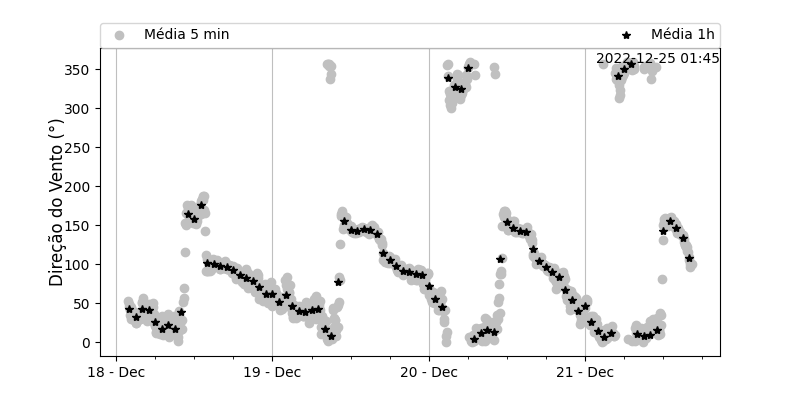 Média 5 min
Média 1h
2022-12-25 01:45
Direção do Vento (°)
350
300
250
200
150
100
50
0
18 - Dec
19 - Dec
20 - Dec
21 - Dec